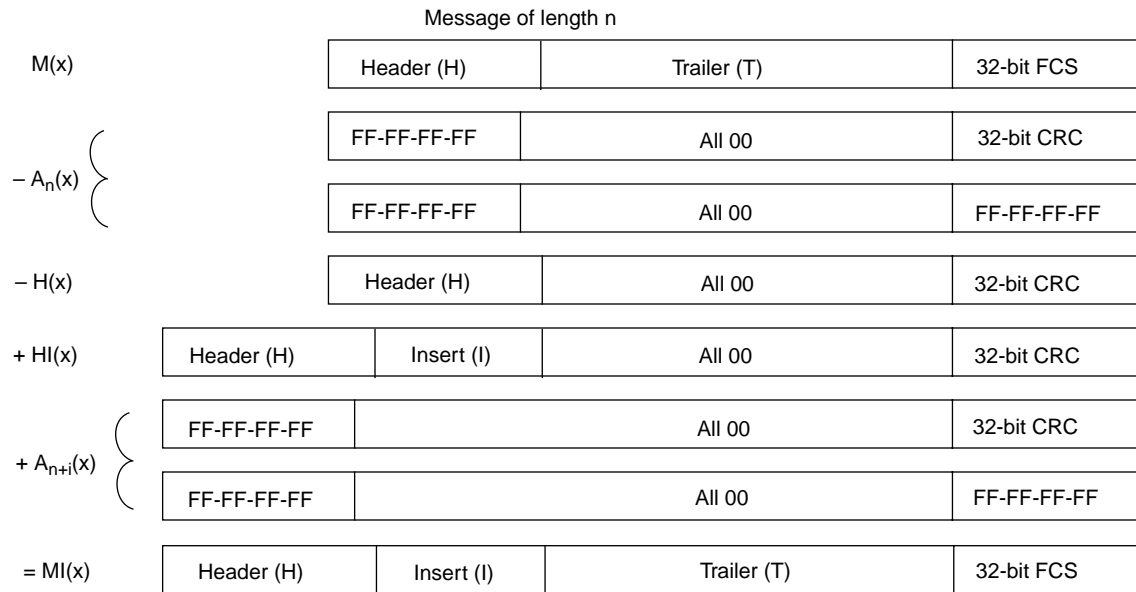 Message of length n
M(x) Header (H) Trailer (T) 32-bit FCS
FF-FF-FF-FF All 00 32-bit CRC
– Aₙ(x)
FF-FF-FF-FF All 00 FF-FF-FF-FF
– H(x) Header (H) All 00 32-bit CRC
+ HI(x) Header (H) Insert (I) All 00 32-bit CRC
FF-FF-FF-FF All 00 32-bit CRC
+ Aₙ₊ᵢ(x)
FF-FF-FF-FF All 00 FF-FF-FF-FF
= MI(x) Header (H) Insert (I) Trailer (T) 32-bit FCS